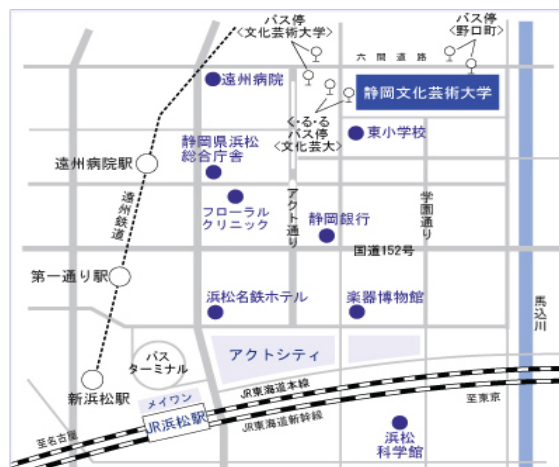 バス停
〈文化芸術大学〉
バス停
〈野口町〉
六間道路
遠州病院
静岡文化芸術大学
く・る・る
バス停
〈文化芸大〉
東小学校
静岡県浜松
総合庁舎
遠州病院駅
遠州鉄道
フローラル
クリニック
アクト通り
静岡銀行
学園通り
国道152号
第一通り駅
浜松名鉄ホテル
楽器博物館
馬込川
バス
ターミナル
アクトシティ
新浜松駅
メイワン
JR東海道本線
至東京
JR浜松駅
JR東海道新幹線
至名古屋
浜松
科学館